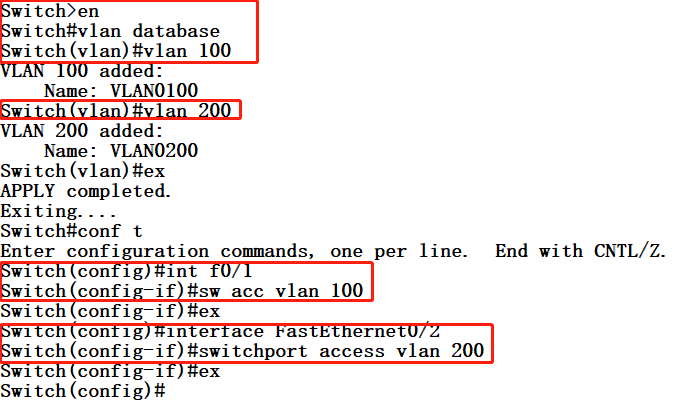 Switch>en
Switch#vlan database
Switch(vlan)#vlan 100
VLAN 100 added:
    Name: VLAN0100
Switch(vlan)#vlan 200
VLAN 200 added:
    Name: VLAN0200
Switch(vlan)#ex
APPLY completed.
Exiting....
Switch#conf t
Enter configuration commands, one per line.  End with CNTL/Z.
Switch(config)#int f0/1
Switch(config-if)#sw acc vlan 100
Switch(config-if)#ex
Switch(config)#interface FastEthernet0/2
Switch(config-if)#switchport access vlan 200
Switch(config-if)#ex
Switch(config)#